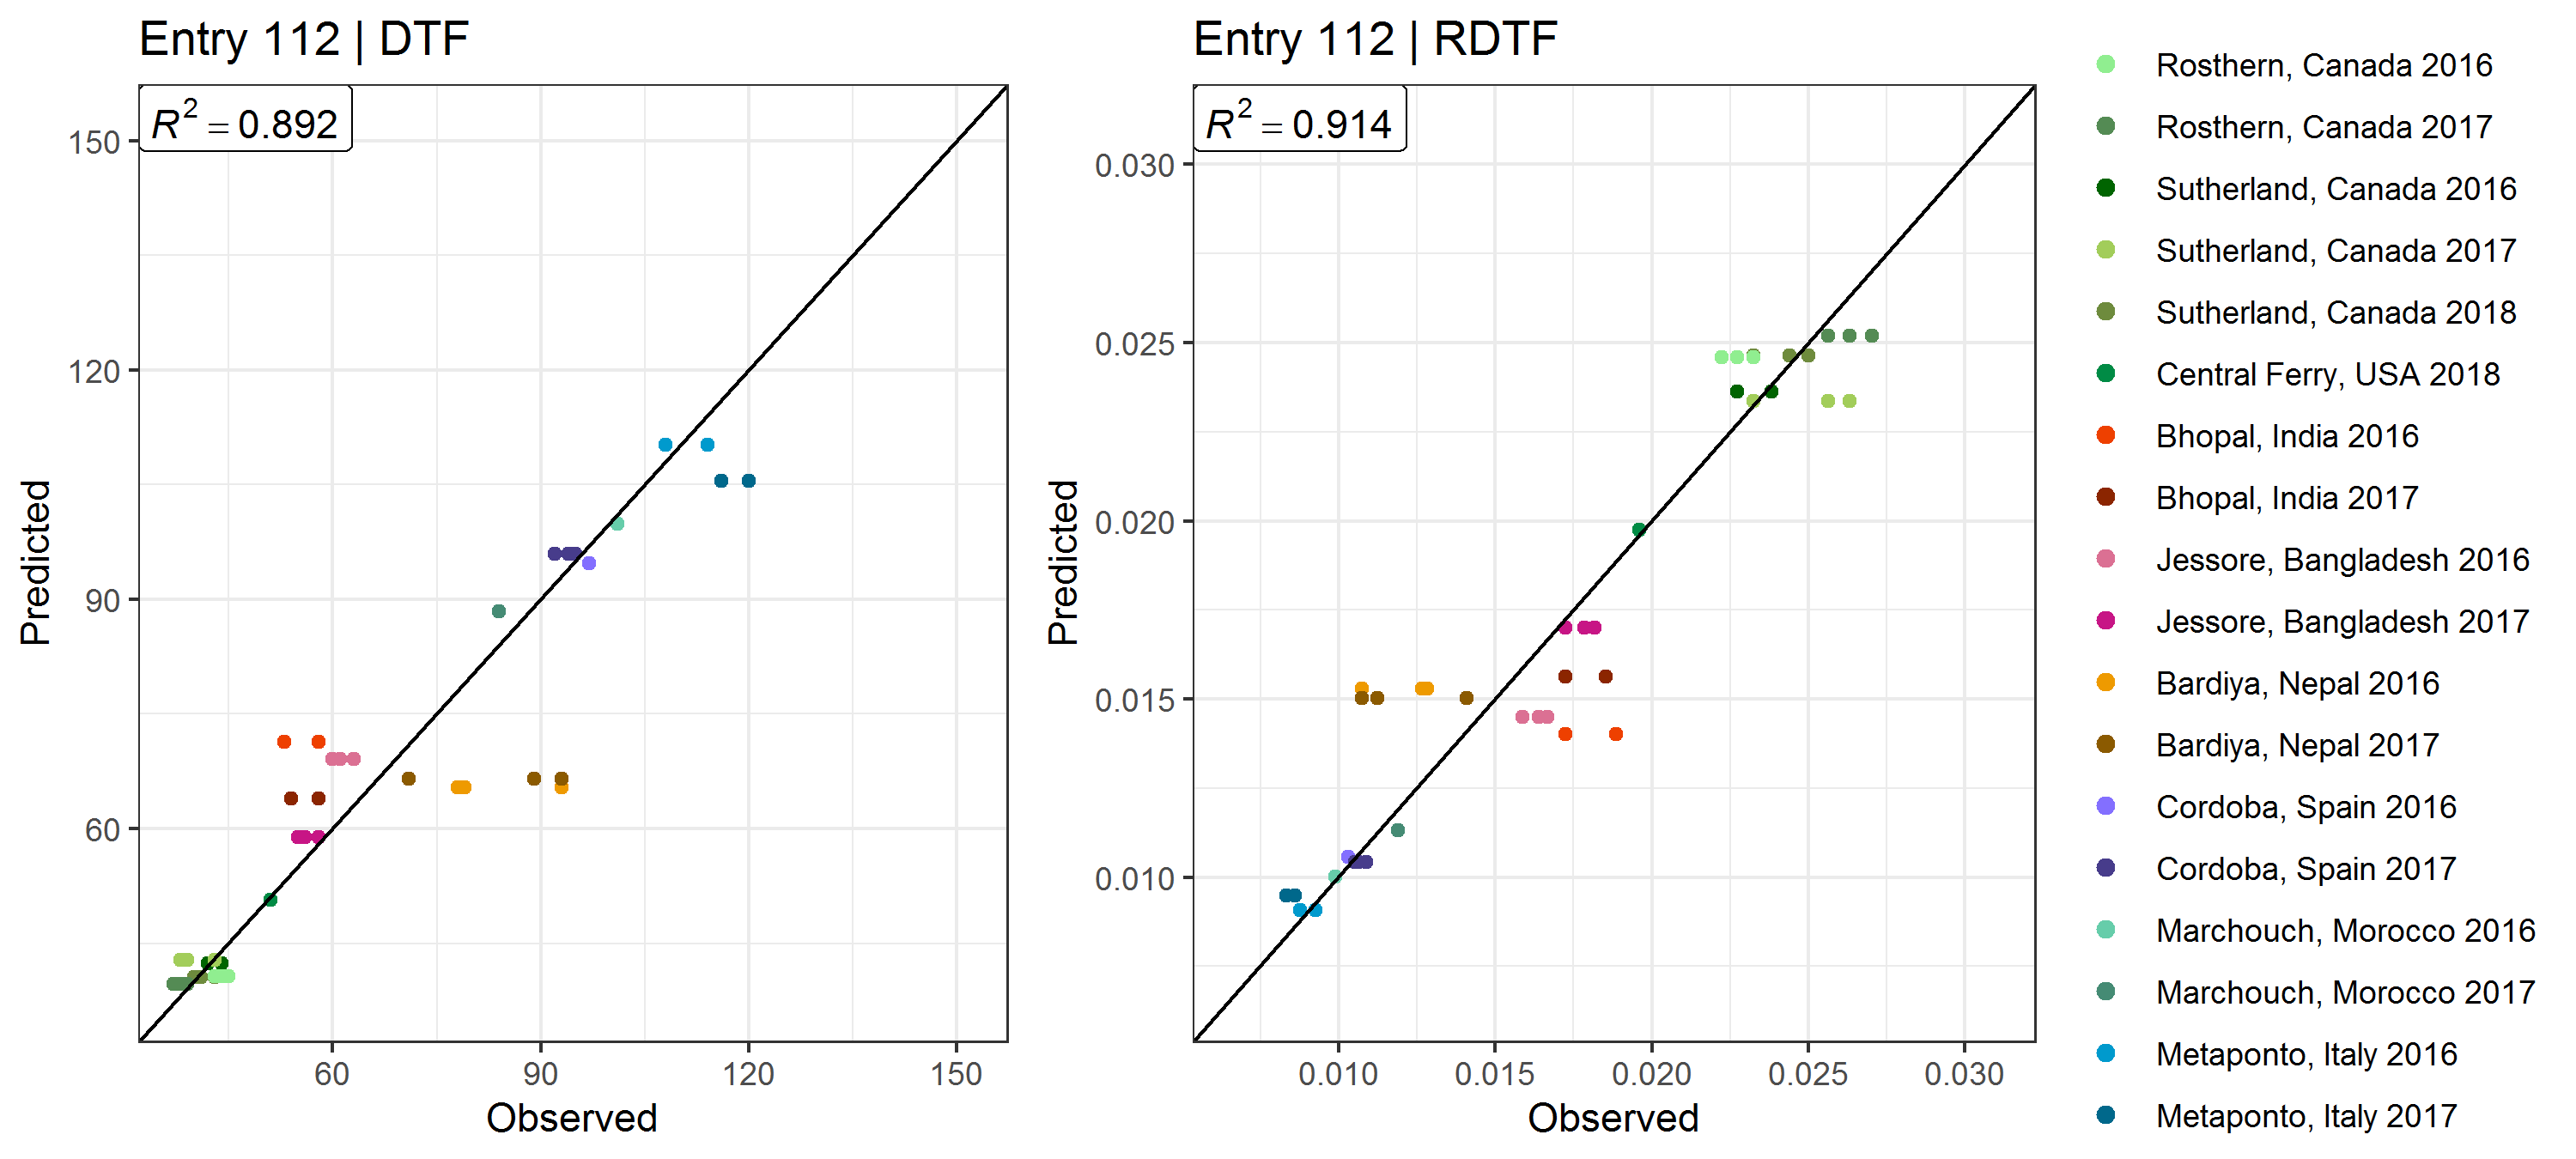 Entry 112 | DTF
R² = 0.892
150
120
90
60
Predicted
60
90
120
150
Observed
Entry 112 | RDTF
R² = 0.914
0.030
0.025
0.020
0.015
0.010
Predicted
0.010
0.015
0.020
0.025
0.030
Observed
Rosthern, Canada 2016
Rosthern, Canada 2017
Sutherland, Canada 2016
Sutherland, Canada 2017
Sutherland, Canada 2018
Central Ferry, USA 2018
Bhopal, India 2016
Bhopal, India 2017
Jessore, Bangladesh 2016
Jessore, Bangladesh 2017
Bardiya, Nepal 2016
Bardiya, Nepal 2017
Cordoba, Spain 2016
Cordoba, Spain 2017
Marchouch, Morocco 2016
Marchouch, Morocco 2017
Metaponto, Italy 2016
Metaponto, Italy 2017